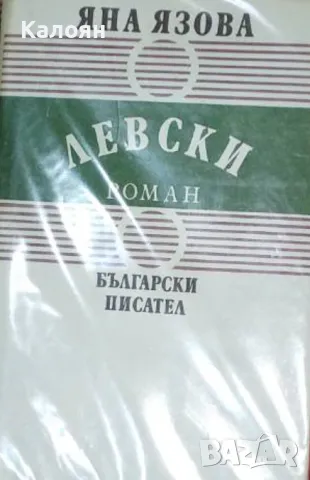 Калоян
ЯНА ЯЗОВА
ЛЕВСКИ
РОМАН
БЪЛГАРСКИ
ПИСАТЕЛ
BAZAR